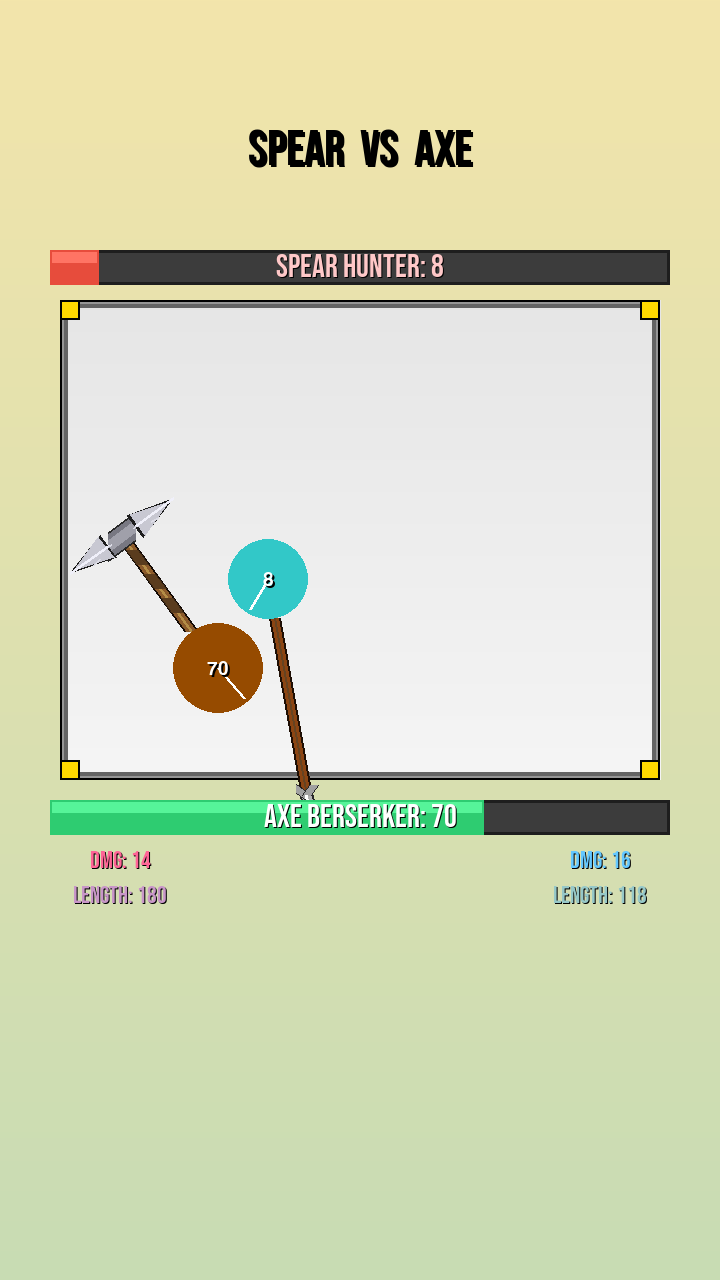 SPEAR VS AXE
SPEAR HUNTER: 8
8
70
AXE BERSERKER: 70
DMG: 14
DMG: 16
LENGTH: 180
LENGTH: 118